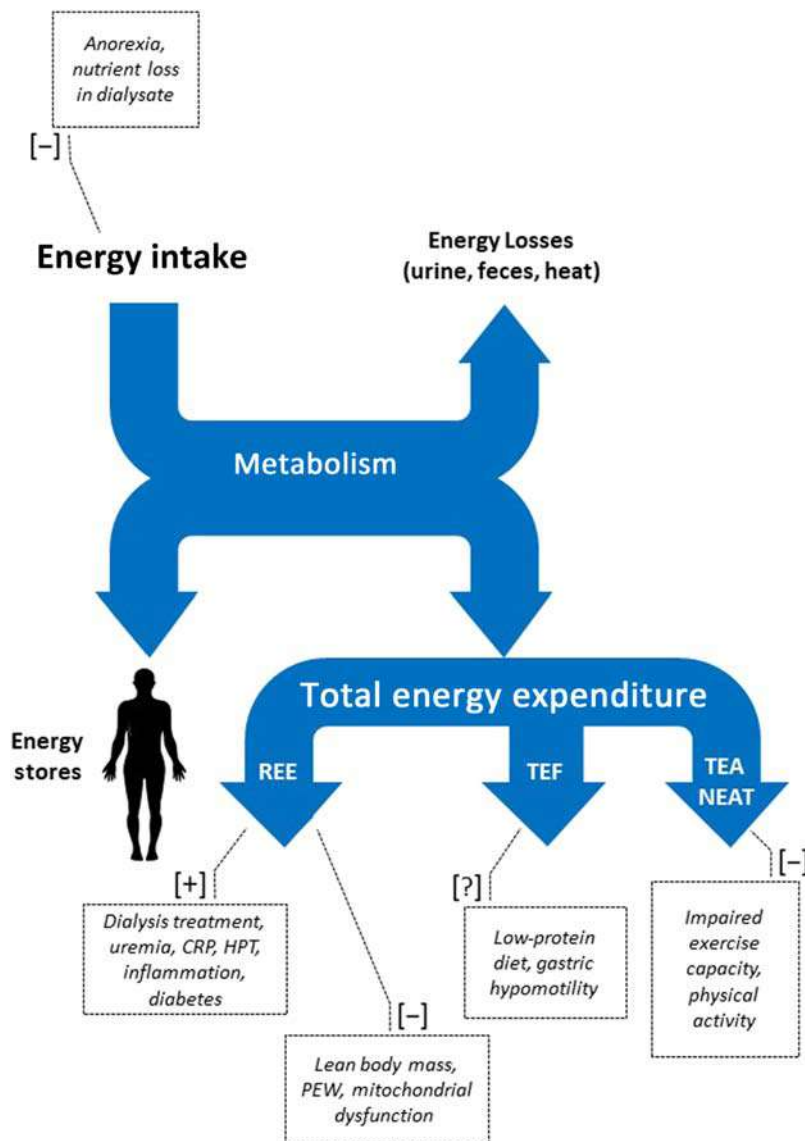 Anorexia,
nutrient loss
in dialysate
[−]
Energy intake
Energy Losses
(urine, feces, heat)
Metabolism
Total energy expenditure
Energy
stores
REE
TEF
TEA
NEAT
[+]
Dialysis treatment,
uremia, CRP, HPT,
inflammation,
diabetes
[−]
Lean body mass,
PEW, mitochondrial
dysfunction
[?]
Low-protein
diet, gastric
hypomotility
[−]
Impaired
exercise
capacity,
physical
activity